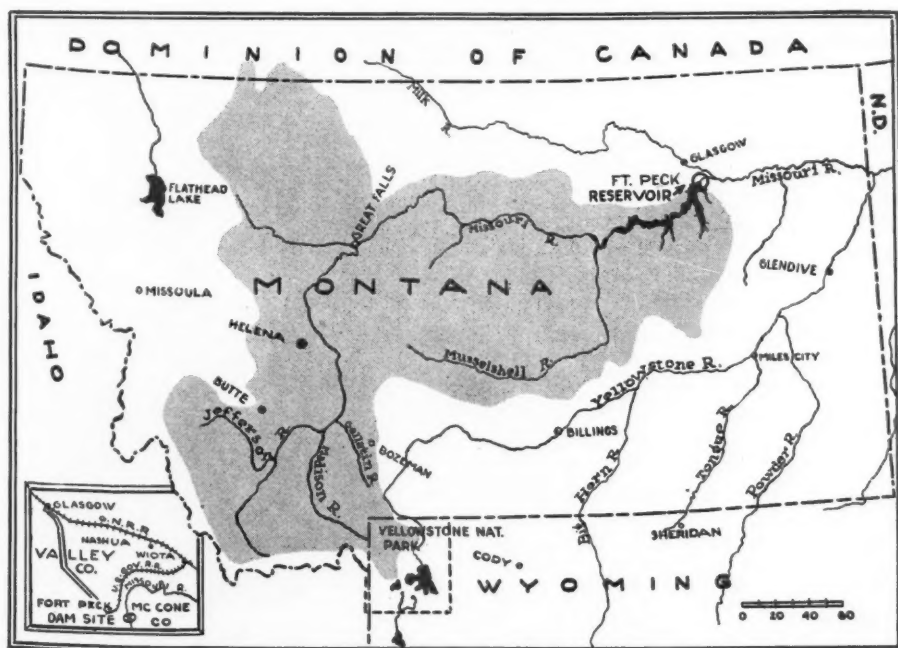 DOMINION OF CANADA
Milk
R.
N.D.
GLASGOW
FT. PECK
RESERVOIR
Missouri R.
FLATHEAD
LAKE
GREAT FALLS
Missouri R.
GLENDIVE
MISSOULA
MONTANA
IDAHO
HELENA
Musselshell R.
Yellowstone R.
MILES CITY
BUTTE
Jefferson R.
Madison R.
Gallatin R.
BOZEMAN
BILLINGS
Big Horn R.
Tongue R.
Powder R.
SHERIDAN
YELLOWSTONE NAT.
PARK
CODY
WYOMING
0 20 40 60
GLASGOW
G.N.R.R.
NASHUA
WIOTA
VALLEY
CO.
U.S. GOV. R.R.
MISSOURI R.
FORT PECK
DAM SITE
MC CONE
CO